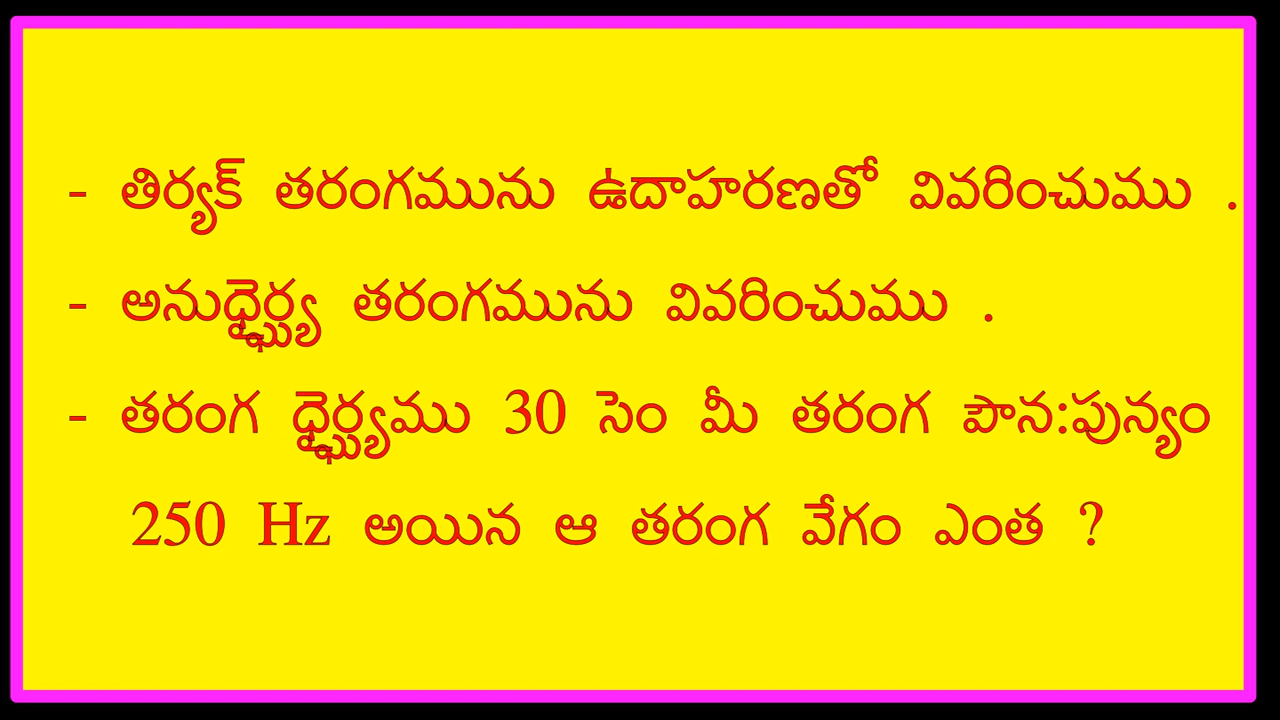 - తిర్యక్ తరంగమును ఉదాహరణతో వివరించుము .
- అనుధైర్ఘ్య తరంగమును వివరించుము .
- తరంగ ధైర్ఘ్యము 30 సెం మీ తరంగ పౌన:పున్యం
250 Hz అయిన ఆ తరంగ వేగం ఎంత ?